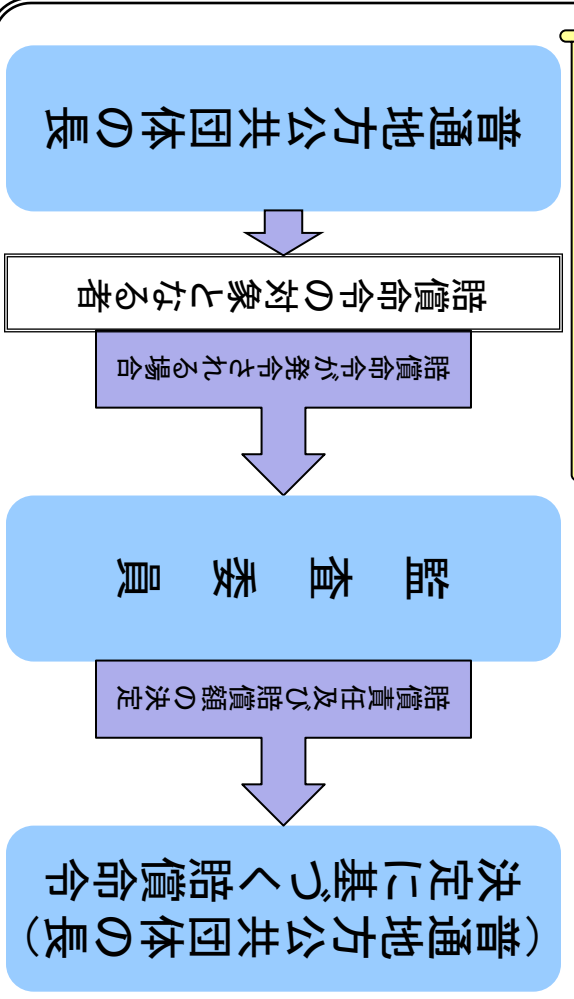 普通地方公共団体の長
賠償命令の対象となる者
賠償命令が発令される場合
監査委員
賠償責任及び賠償額の決定
決定に基づく賠償命令
(普通地方公共団体の長)